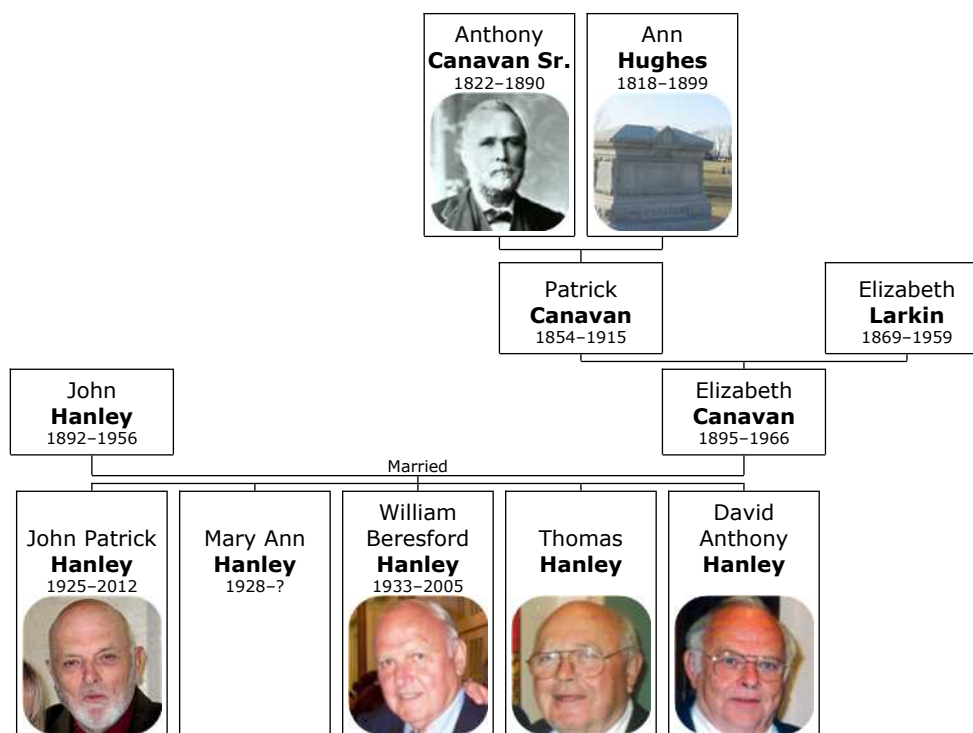 Anthony
Canavan Sr.
1822–1890
Ann
Hughes
1818–1899
Patrick
Canavan
1854–1915
Elizabeth
Larkin
1869–1959
John
Hanley
1892–1956
Elizabeth
Canavan
1895–1966
Married
John Patrick
Hanley
1925–2012
Mary Ann
Hanley
1928–?
William
Beresford
Hanley
1933–2005
Thomas
Hanley
David
Anthony
Hanley